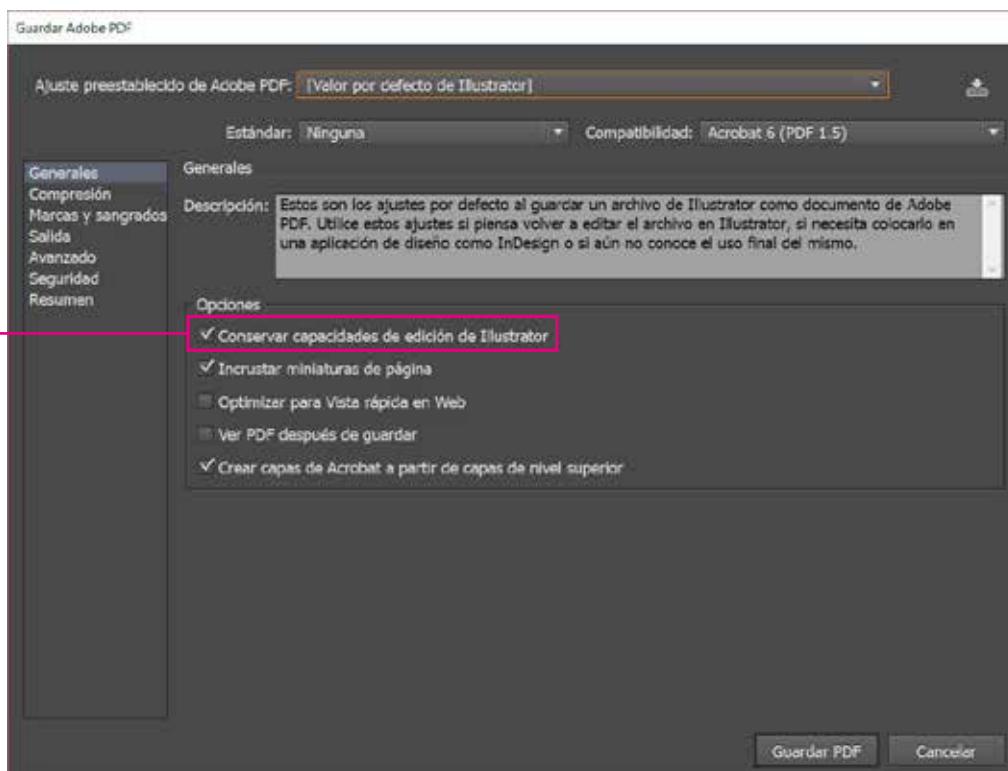 Guardar Adobe PDF
Ajuste preestablecido de Adobe PDF: [Valor por defecto de Illustrator]
Estándar: Ninguna Compatibilidad: Acrobat 6 (PDF 1.5)
Generales
Compresión
Marcas y sangrados
Salida
Avanzado
Seguridad
Resumen
Generales
Descripción: Estos son los ajustes por defecto al guardar un archivo de Illustrator como documento de Adobe
PDF. Utilice estos ajustes si piensa volver a editar el archivo en Illustrator, si necesita colocarlo en
una aplicación de diseño como InDesign o si aún no conoce el uso final del mismo.
Opciones
Conservar capacidades de edición de Illustrator
Incrustar miniaturas de página
Optimizar para Vista rápida en Web
Ver PDF después de guardar
Crear capas de Acrobat a partir de capas de nivel superior
Guardar PDF Cancelar